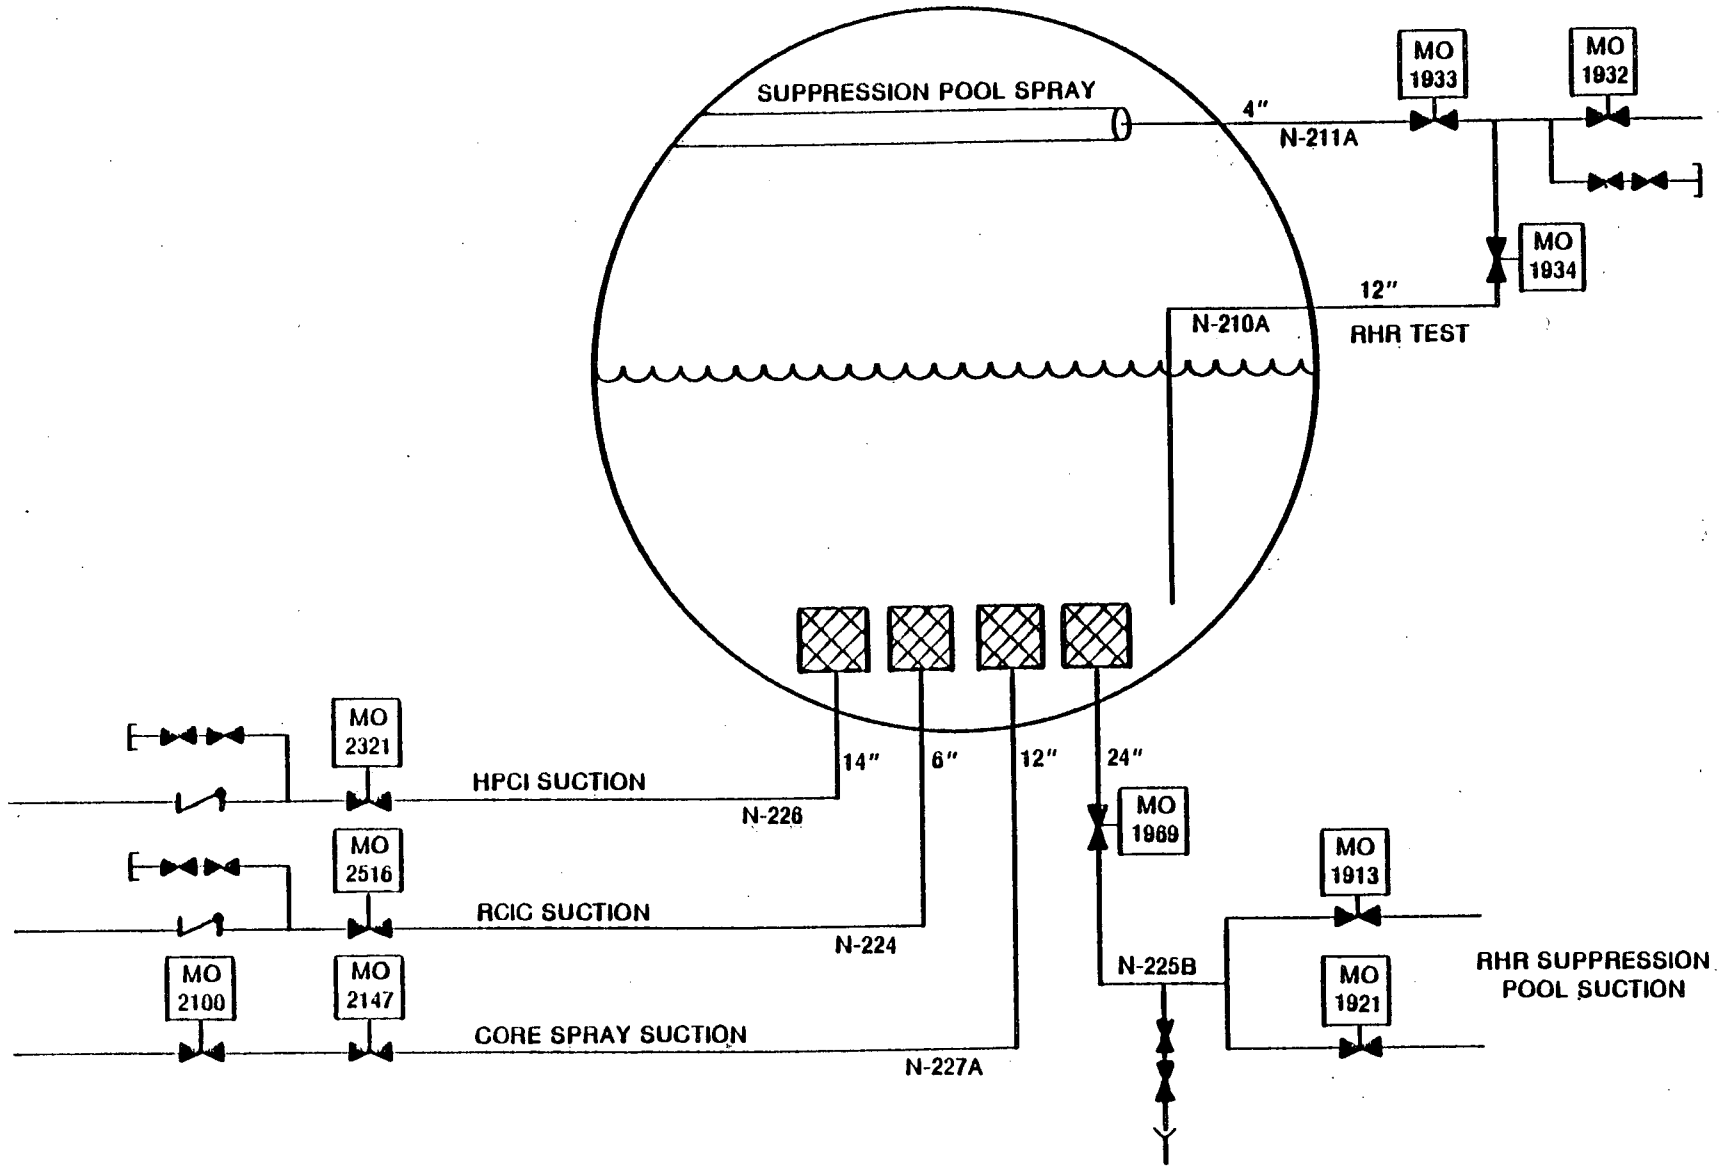 MO
1933
MO
1932
SUPPRESSION POOL SPRAY
4"
N-211A
MO
1934
12"
N-210A
RHR TEST
MO
2321
14"
6"
12"
24"
HPCI SUCTION
N-226
MO
1969
MO
2516
MO
1913
RCIC SUCTION
N-224
MO
2100
MO
2147
N-225B
MO
1921
RHR SUPPRESSION
POOL SUCTION
CORE SPRAY SUCTION
N-227A